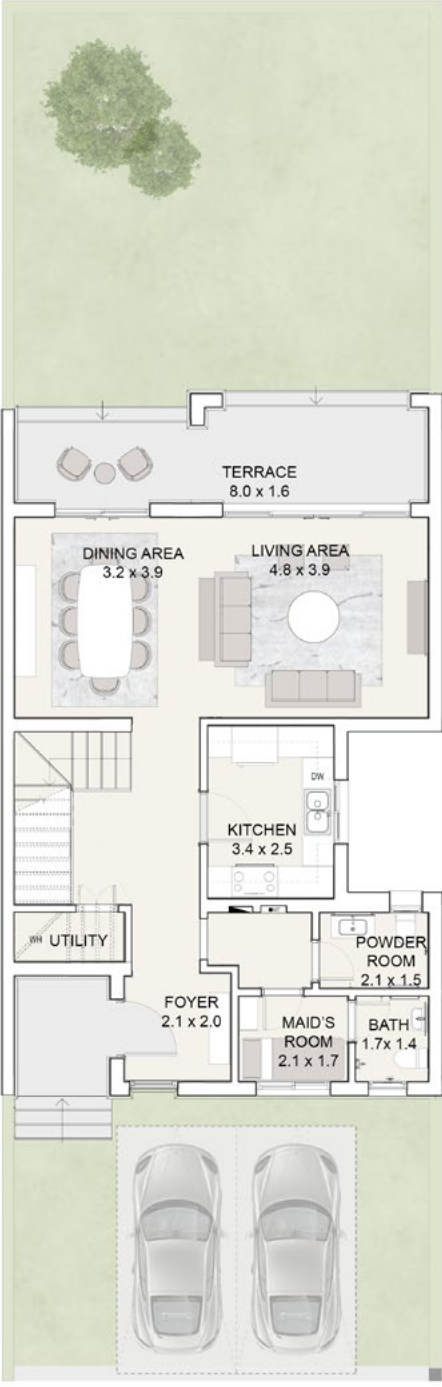 TERRACE
8.0 x 1.6
DINING AREA
3.2 x 3.9
LIVING AREA
4.8 x 3.9
DW
KITCHEN
3.4 x 2.5
WH UTILITY
POWDER
ROOM
2.1 x 1.5
FOYER
2.1 x 2.0
MAID'S
ROOM
2.1 x 1.7
BATH
1.7x 1.4